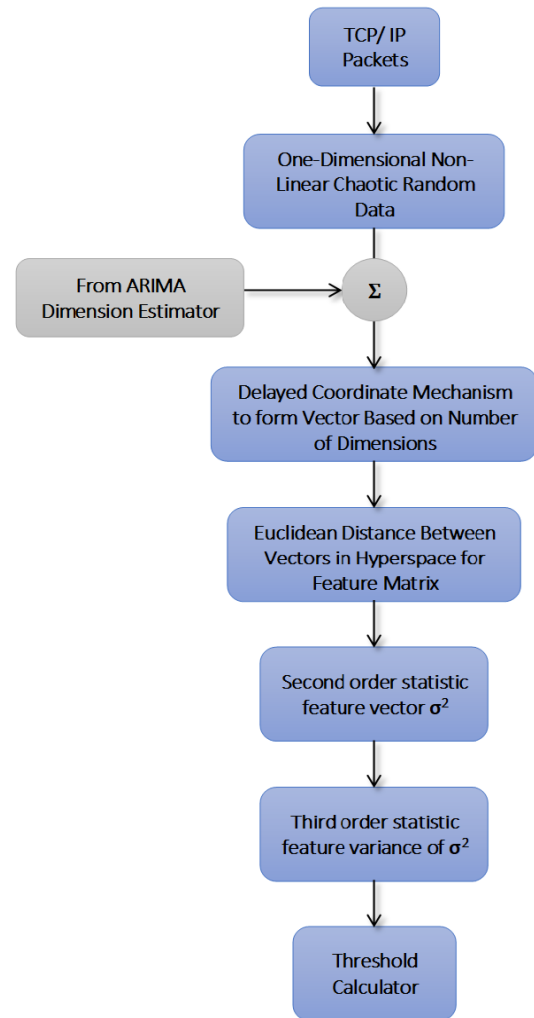 TCP/ IP
Packets
One-Dimensional Non-
Linear Chaotic Random
Data
From ARIMA
Dimension Estimator
Σ
Delayed Coordinate Mechanism
to form Vector Based on Number
of Dimensions
Euclidean Distance Between
Vectors in Hyperspace for
Feature Matrix
Second order statistic
feature vector σ²
Third order statistic
feature variance of σ²
Threshold
Calculator